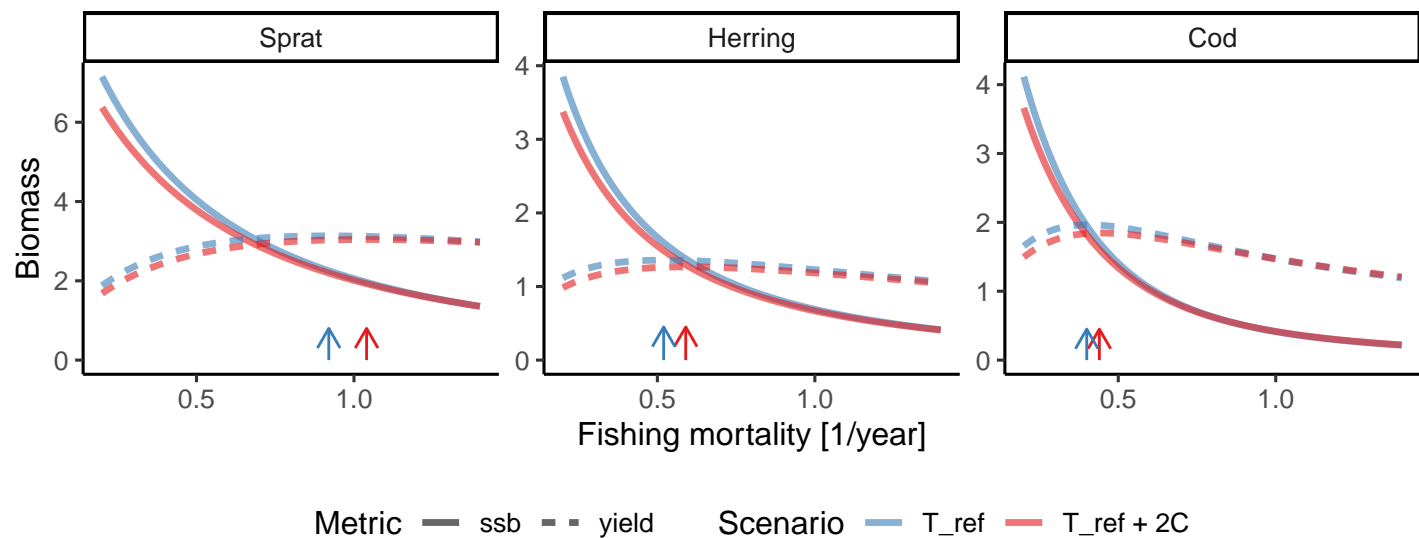 Sprat Herring Cod
Biomass
6
4
2
0
4
3
2
1
0
4
3
2
1
0
0.5 1.0 0.5 1.0 0.5 1.0
Fishing mortality [1/year]
Metric ssb yield Scenario T_ref T_ref + 2C